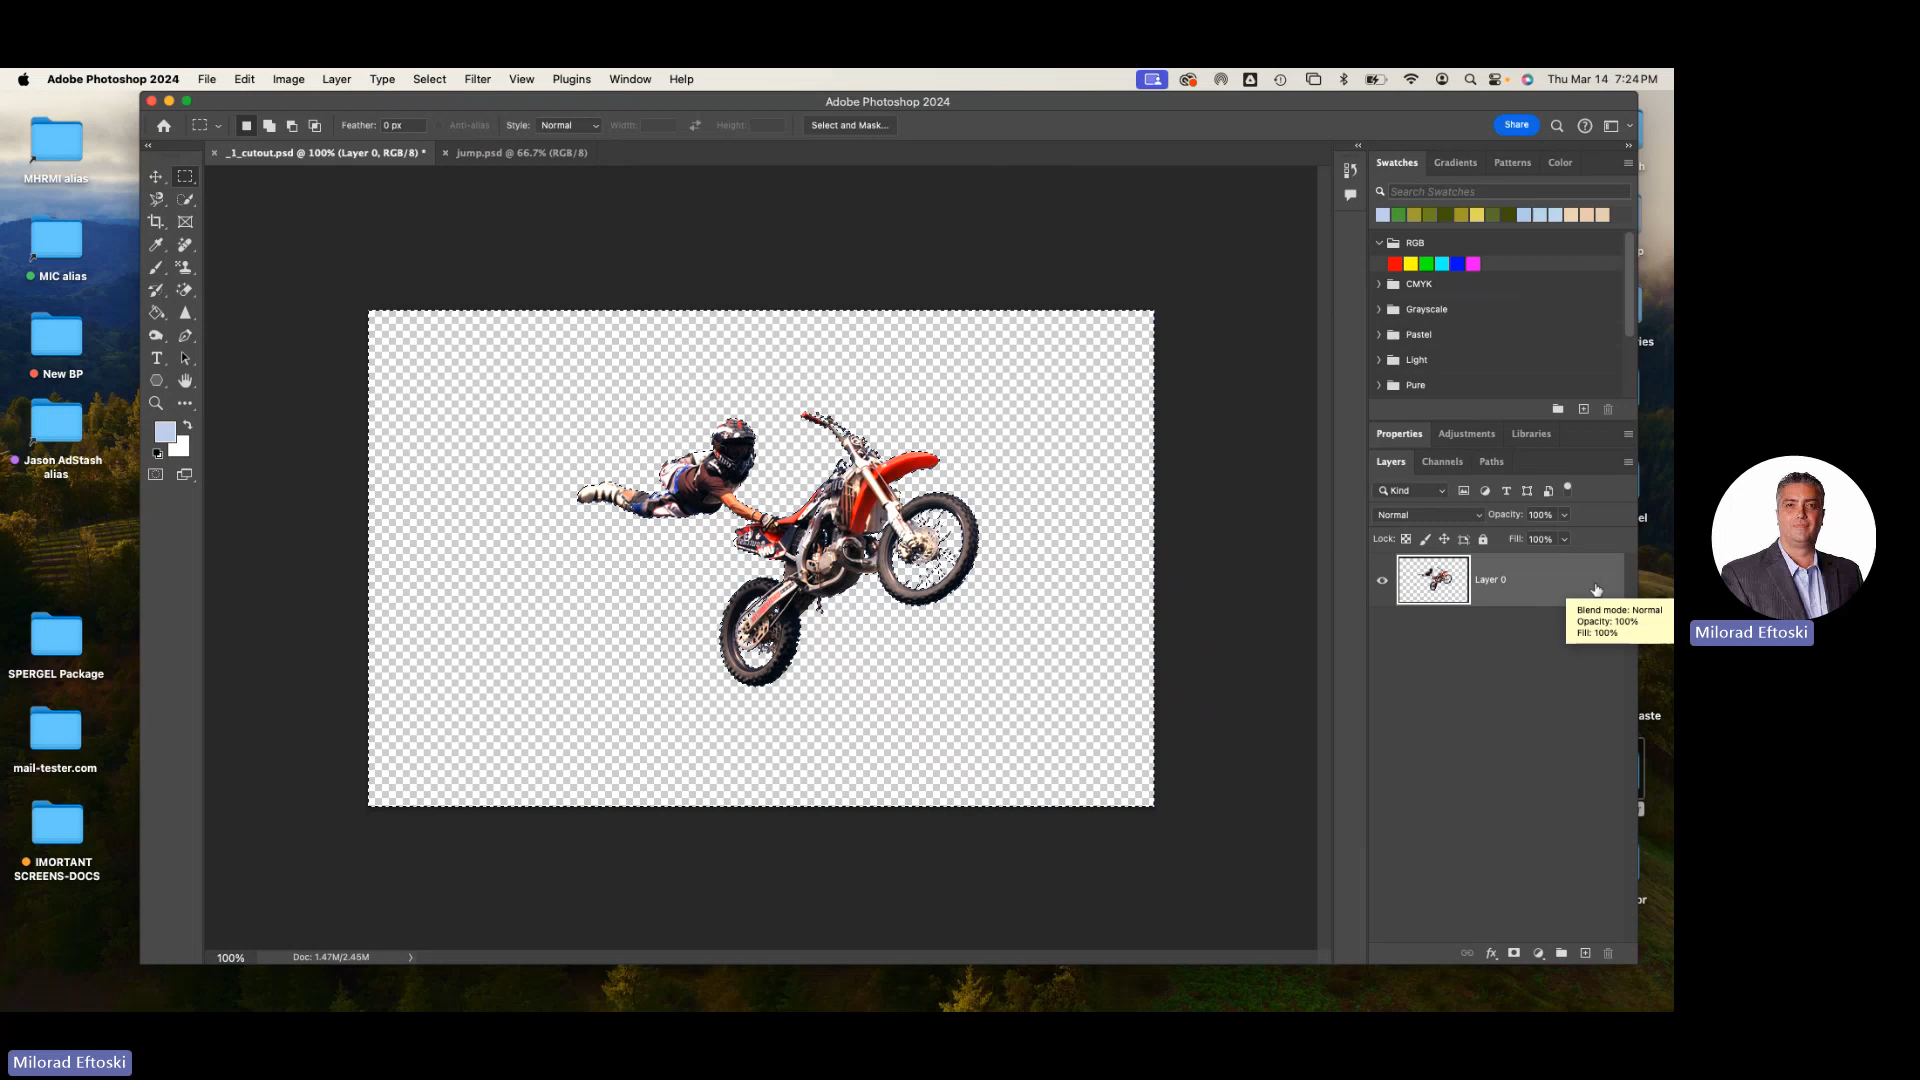 Adobe Photoshop 2024 File Edit Image Layer Type Select Filter View Plugins Window Help Thu Mar 14 7:24 PM
Adobe Photoshop 2024
Feather: 0 px Anti-alias Style: Normal Width: Height: Select and Mask... Share
_1_cutout.psd @ 100% (Layer 0, RGB/8) * jump.psd @ 66.7% (RGB/8)
MHRMI alias
MIC alias
New BP
Jason AdStash
alias
SPERGEL Package
mail-tester.com
IMORTANT
SCREENS-DOCS
Swatches Gradients Patterns Color
Search Swatches
RGB
CMYK
Grayscale
Pastel
Light
Pure
Properties Adjustments Libraries
Layers Channels Paths
Kind
Normal Opacity: 100%
Lock: Fill: 100%
Layer 0
Blend mode: Normal
Opacity: 100%
Fill: 100%
ies
el
aste
or
100% Doc: 1.47M/2.45M
Milorad Eftoski
Milorad Eftoski